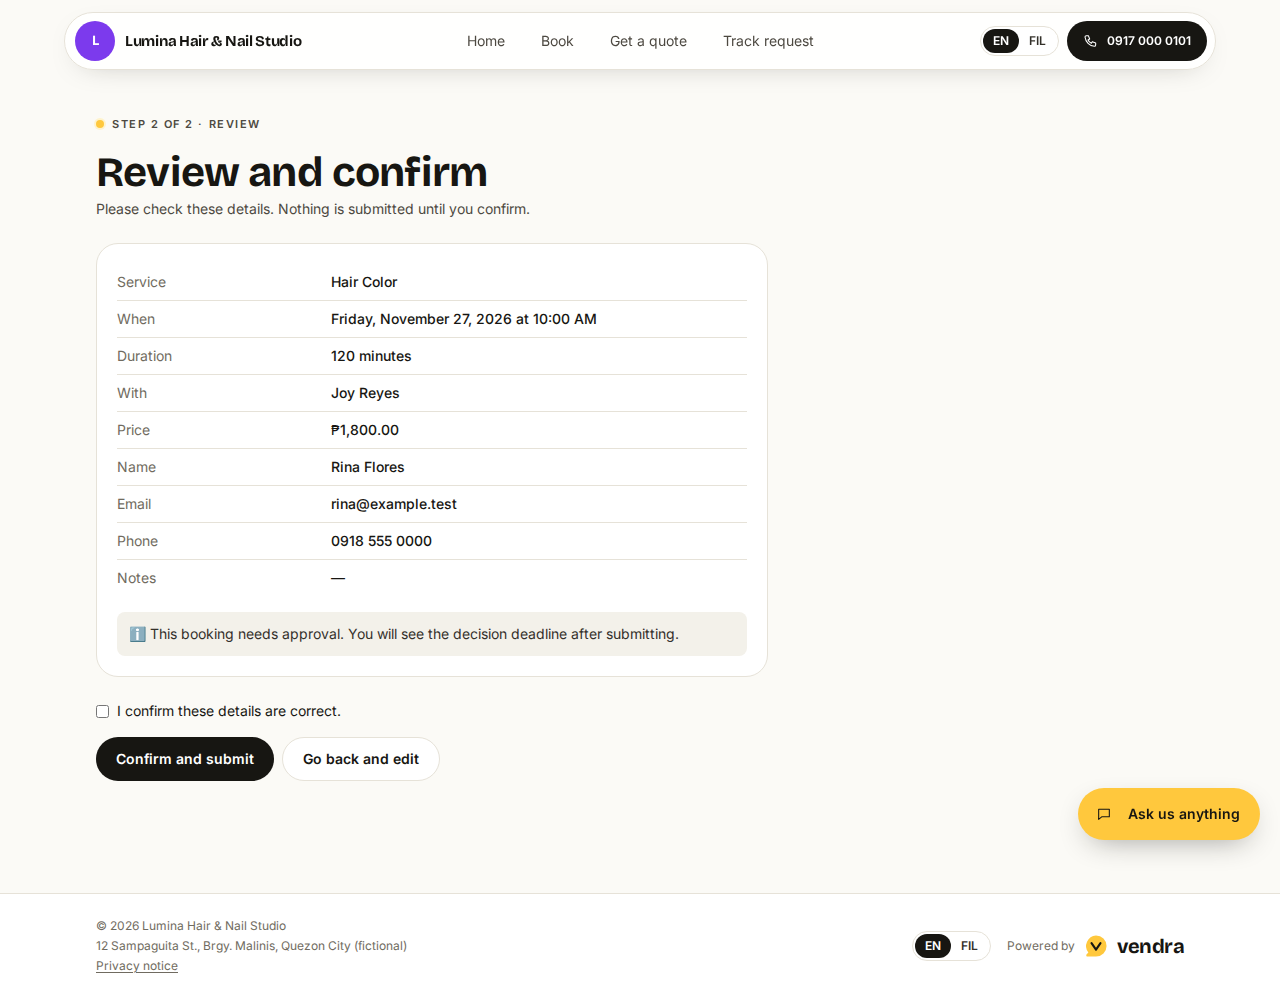 L
Lumina Hair & Nail Studio
Home
Book
Get a quote
Track request
EN
FIL
0917 000 0101
STEP 2 OF 2 · REVIEW
Review and confirm
Please check these details. Nothing is submitted until you confirm.
Service
Hair Color
When
Friday, November 27, 2026 at 10:00 AM
Duration
120 minutes
With
Joy Reyes
Price
₱1,800.00
Name
Rina Flores
Email
rina@example.test
Phone
0918 555 0000
Notes
—
ℹ️ This booking needs approval. You will see the decision deadline after submitting.
I confirm these details are correct.
Confirm and submit
Go back and edit
Ask us anything
© 2026 Lumina Hair & Nail Studio
12 Sampaguita St., Brgy. Malinis, Quezon City (fictional)
Privacy notice
EN
FIL
Powered by
vendra